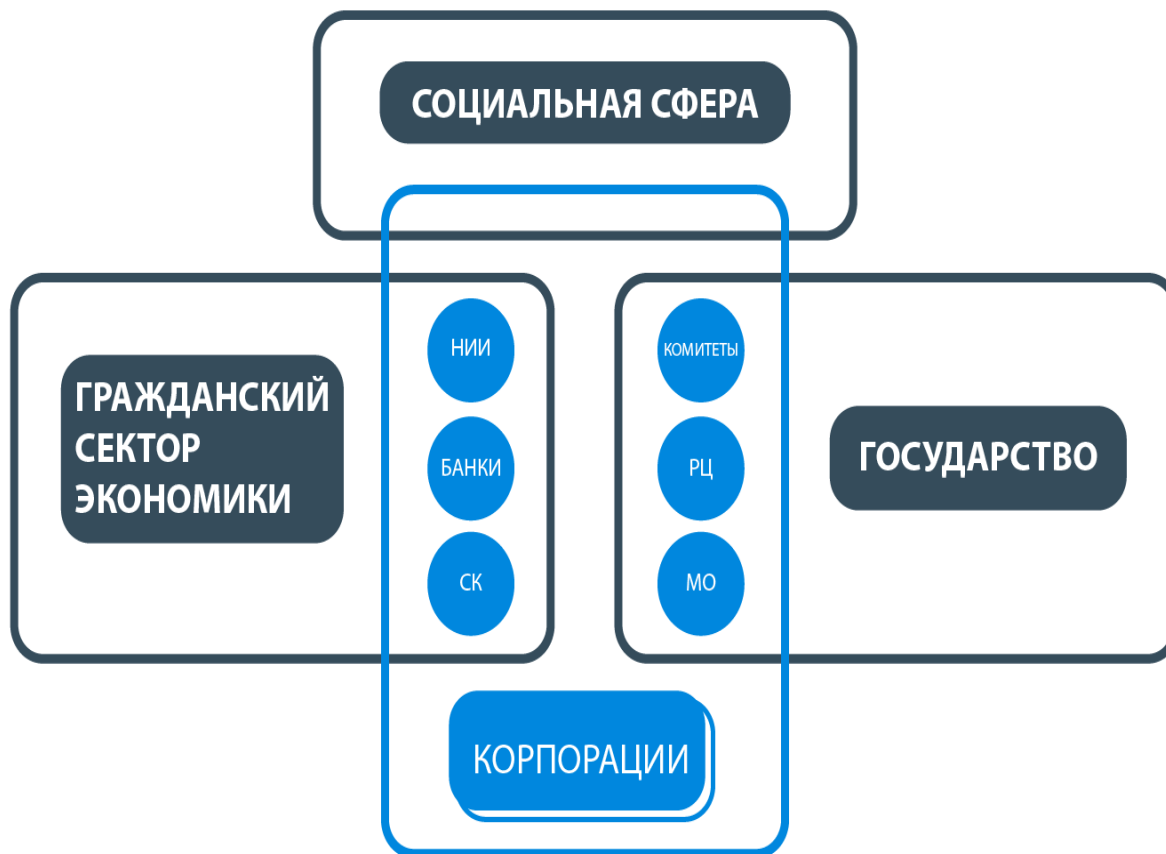 СОЦИАЛЬНАЯ СФЕРА
ГРАЖДАНСКИЙ
СЕКТОР
ЭКОНОМИКИ
НИИ
БАНКИ
СК
КОМИТЕТЫ
РЦ
МО
ГОСУДАРСТВО
КОРПОРАЦИИ